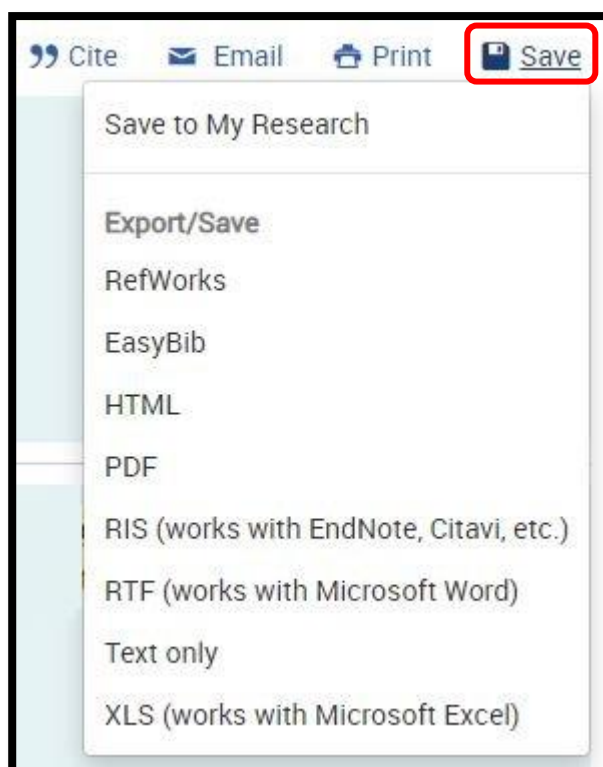 Cite Email Print Save
Save to My Research
Export/Save
RefWorks
EasyBib
HTML
PDF
RIS (works with EndNote, Citavi, etc.)
RTF (works with Microsoft Word)
Text only
XLS (works with Microsoft Excel)